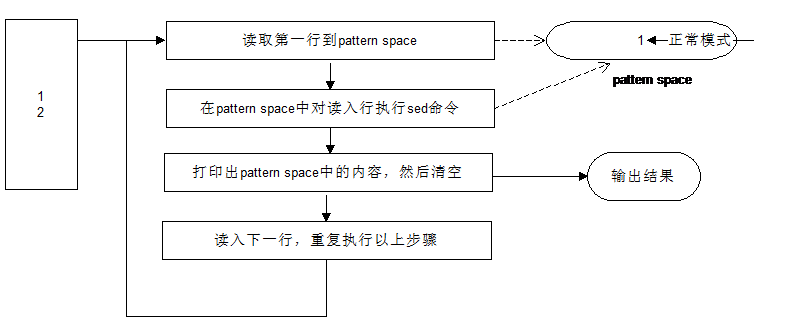 1
2
读取第一行到pattern space
1
正常模式
pattern space
在pattern space中对读入行执行sed命令
打印出pattern space中的内容，然后清空
输出结果
读入下一行，重复执行以上步骤